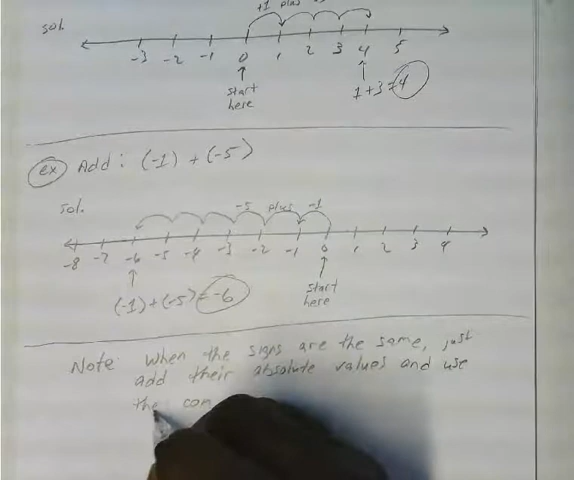 +1 plus
sol.
-3 -2 -1 0 1 2 3 4 5
start here
1+3=4
ex Add: (-1) + (-5)
sol.
-5 plus -1
-8 -7 -6 -5 -4 -3 -2 -1 0 1 2 3 4
start here
(-1)+(-5)=-6
Note: When the signs are the same, just
add their absolute values and use
the com